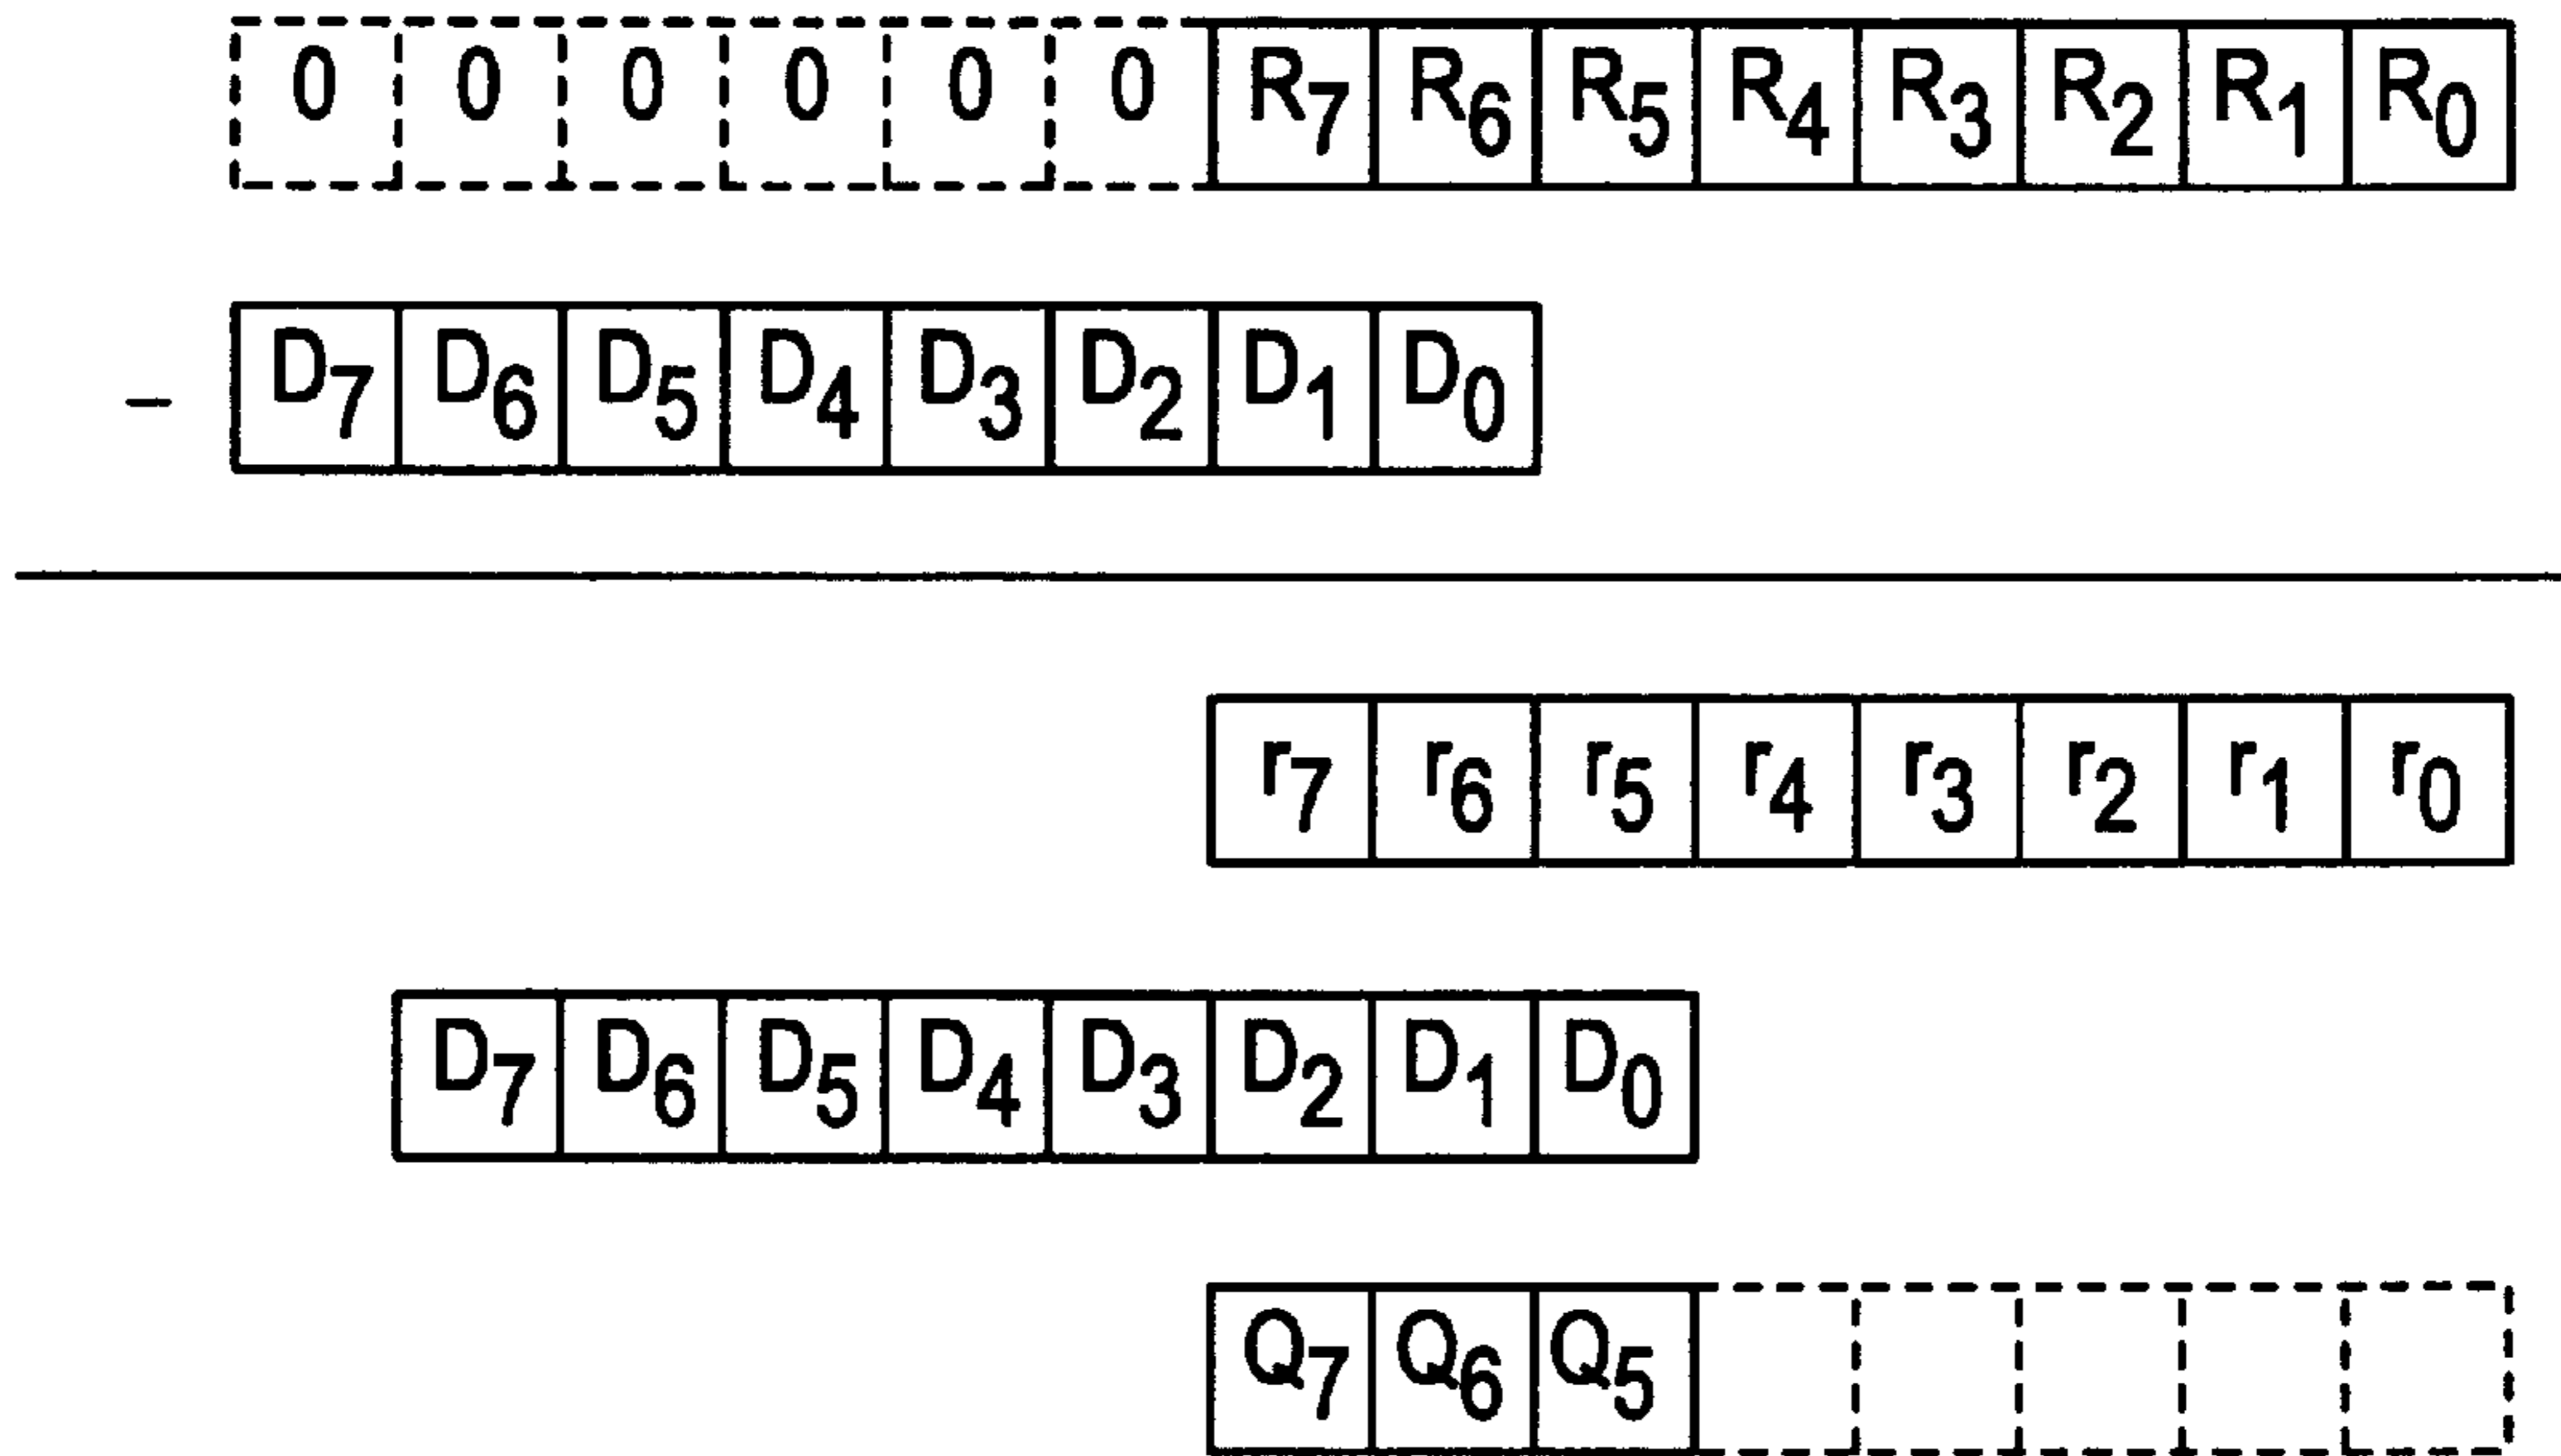 0 0 0 0 0 0 R₇ R₆ R₅ R₄ R₃ R₂ R₁ R₀
- D₇ D₆ D₅ D₄ D₃ D₂ D₁ D₀
r₇ r₆ r₅ r₄ r₃ r₂ r₁ r₀
D₇ D₆ D₅ D₄ D₃ D₂ D₁ D₀
Q₇ Q₆ Q₅